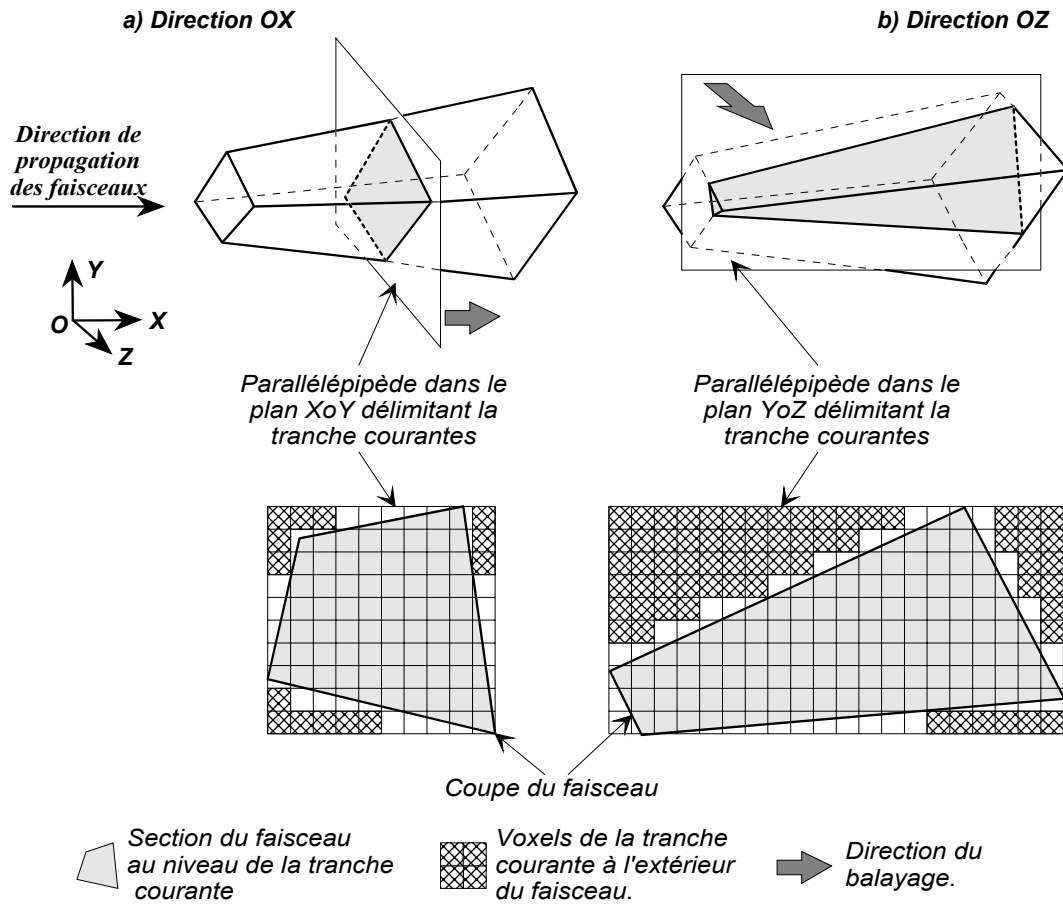 a) Direction OX
b) Direction OZ
Direction de
propagation
des faisceaux
Y
O
X
Z
Parallélépipède dans le
plan XoY délimitant la
tranche courantes
Parallélépipède dans le
plan YoZ délimitant la
tranche courantes
Coupe du faisceau
Section du faisceau
au niveau de la tranche
courante
Voxels de la tranche
courante à l'extérieur
du faisceau.
Direction du
balayage.